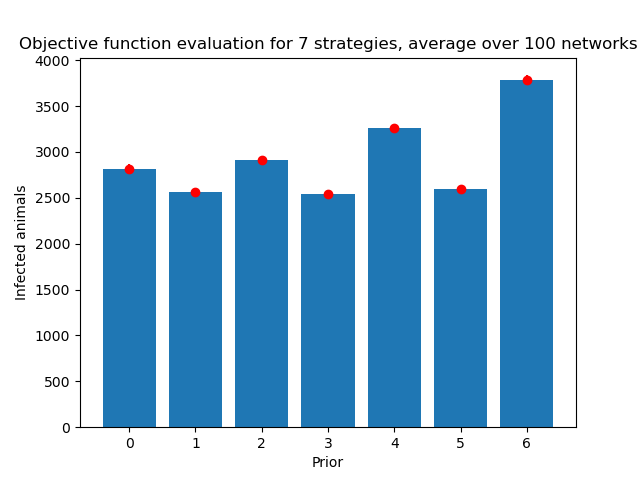 Objective function evaluation for 7 strategies, average over 100 networks
4000
3500
3000
2500
2000
1500
1000
500
0
Infected animals
0 1 2 3 4 5 6
Prior